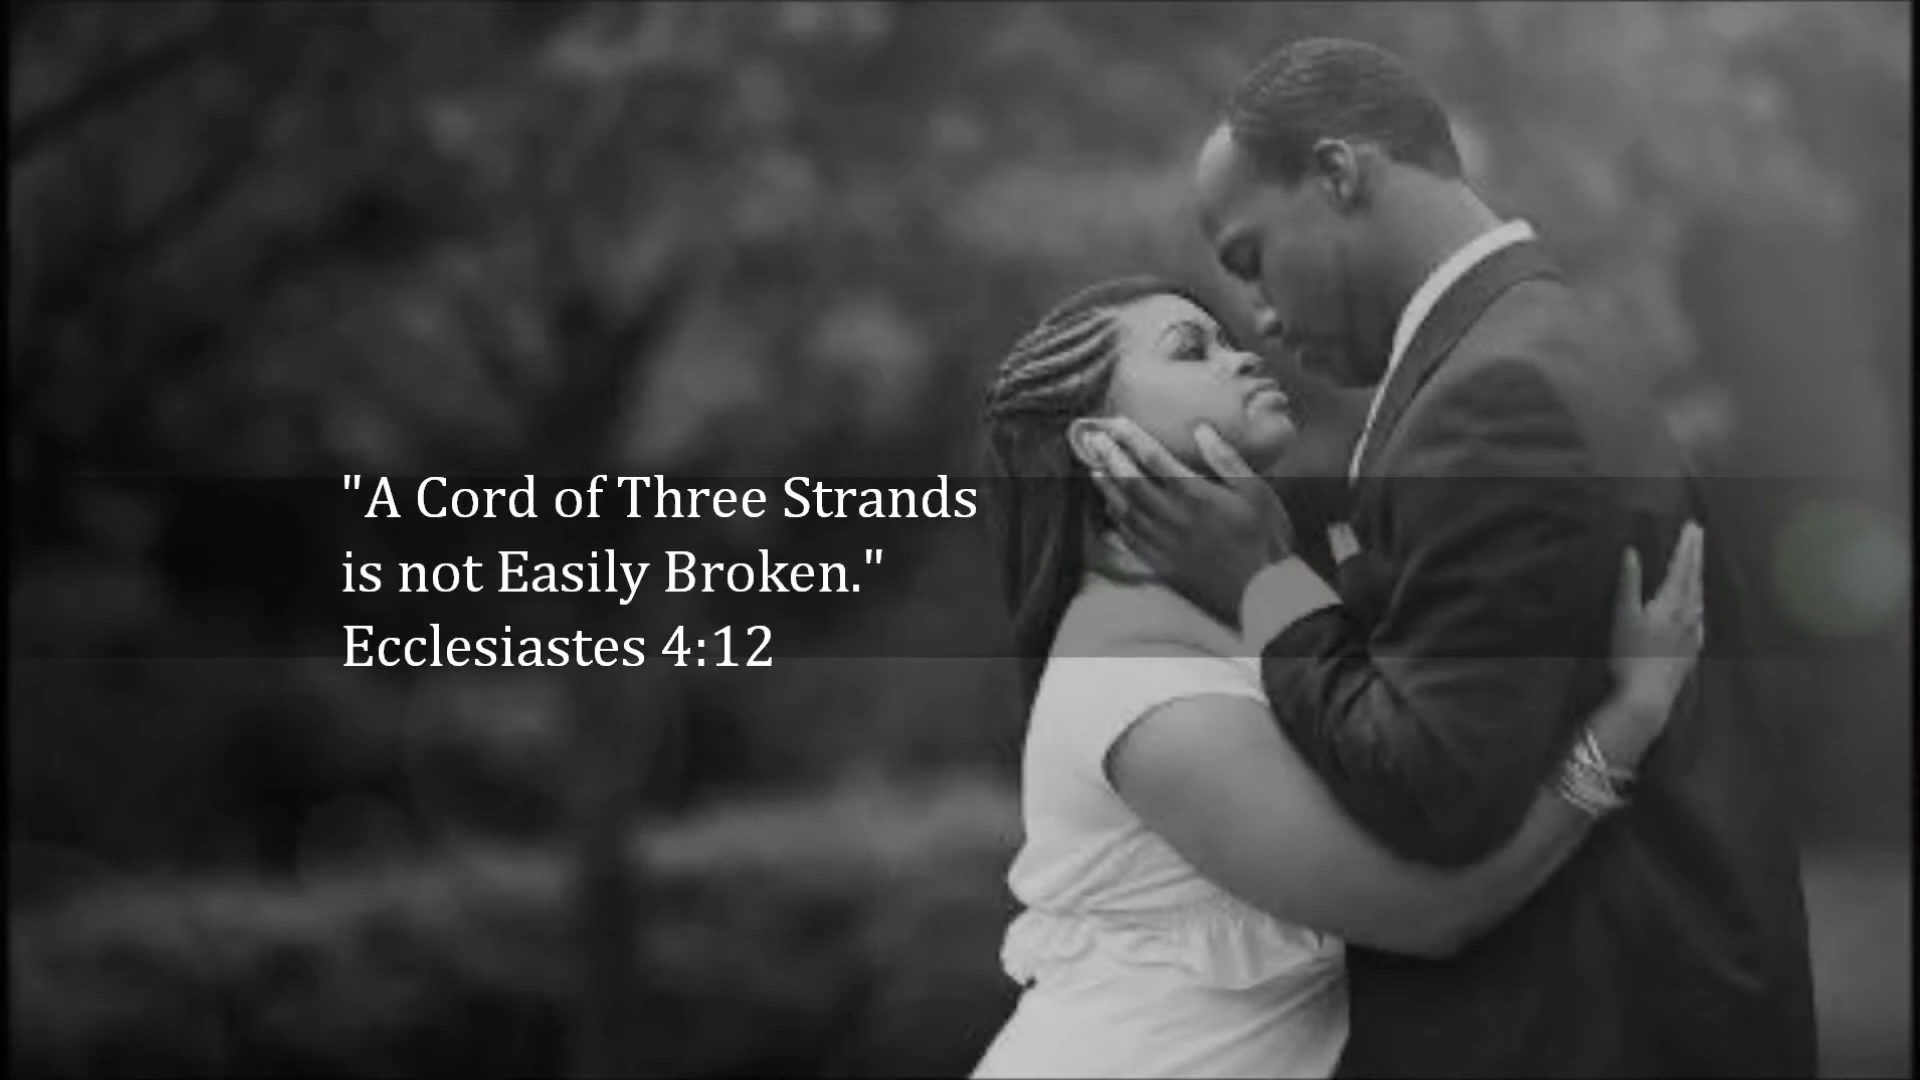 "A Cord of Three Strands
is not Easily Broken."
Ecclesiastes 4:12